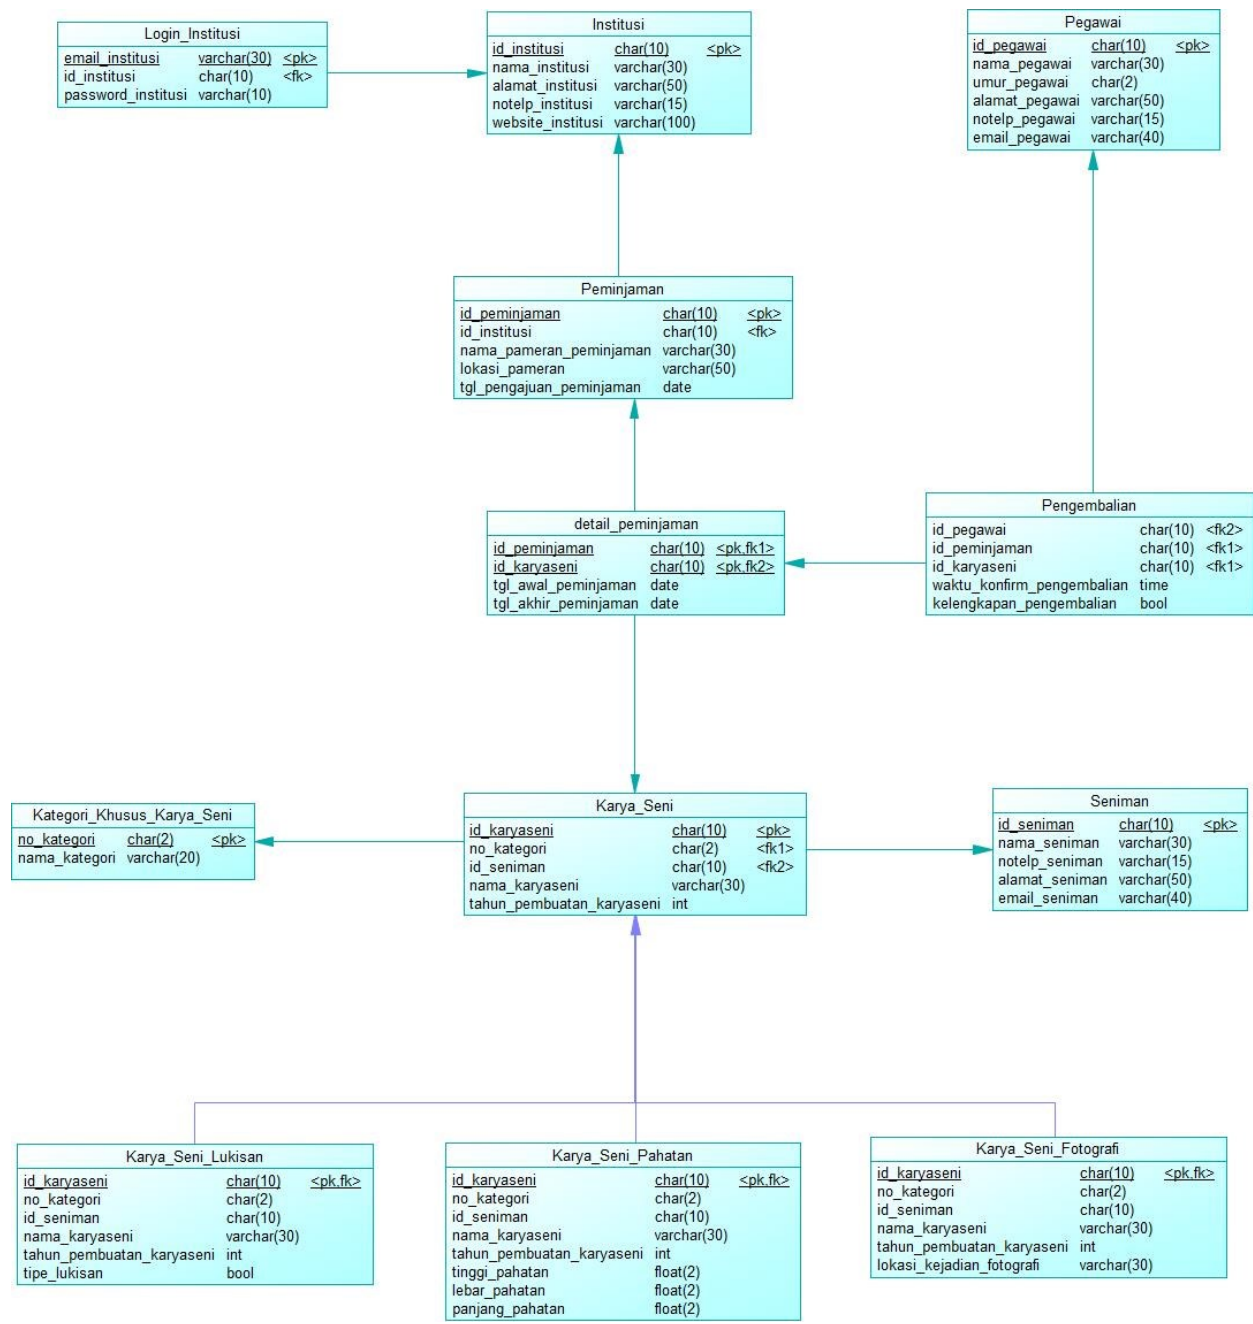 Login_Institusi
email_institusi varchar(30) <pk>
id_institusi char(10) <fk>
password_institusi varchar(10)
Institusi
id_institusi char(10) <pk>
nama_institusi varchar(30)
alamat_institusi varchar(50)
notelp_institusi varchar(15)
website_institusi varchar(100)
Pegawai
id_pegawai char(10) <pk>
nama_pegawai varchar(30)
umur_pegawai char(2)
alamat_pegawai varchar(50)
notelp_pegawai varchar(15)
email_pegawai varchar(40)
Peminjaman
id_peminjaman char(10) <pk>
id_institusi char(10) <fk>
nama_pameran_peminjaman varchar(30)
lokasi_pameran varchar(50)
tgl_pengajuan_peminjaman date
detail_peminjaman
id_peminjaman char(10) <pk,fk1>
id_karyaseni char(10) <pk,fk2>
tgl_awal_peminjaman date
tgl_akhir_peminjaman date
Pengembalian
id_pegawai char(10) <fk2>
id_peminjaman char(10) <fk1>
id_karyaseni char(10) <fk1>
waktu_konfirm_pengembalian time
kelengkapan_pengembalian bool
Kategori_Khusus_Karya_Seni
no_kategori char(2) <pk>
nama_kategori varchar(20)
Karya_Seni
id_karyaseni char(10) <pk>
no_kategori char(2) <fk1>
id_seniman char(10) <fk2>
nama_karyaseni varchar(30)
tahun_pembuatan_karyaseni int
Seniman
id_seniman char(10) <pk>
nama_seniman varchar(30)
notelp_seniman varchar(15)
alamat_seniman varchar(50)
email_seniman varchar(40)
Karya_Seni_Lukisan
id_karyaseni char(10) <pk,fk>
no_kategori char(2)
id_seniman char(10)
nama_karyaseni varchar(30)
tahun_pembuatan_karyaseni int
tipe_lukisan bool
Karya_Seni_Pahatan
id_karyaseni char(10) <pk,fk>
no_kategori char(2)
id_seniman char(10)
nama_karyaseni varchar(30)
tahun_pembuatan_karyaseni int
tinggi_pahatan float(2)
lebar_pahatan float(2)
panjang_pahatan float(2)
Karya_Seni_Fotografi
id_karyaseni char(10) <pk,fk>
no_kategori char(2)
id_seniman char(10)
nama_karyaseni varchar(30)
tahun_pembuatan_karyaseni int
lokasi_kejadian_fotografi varchar(30)